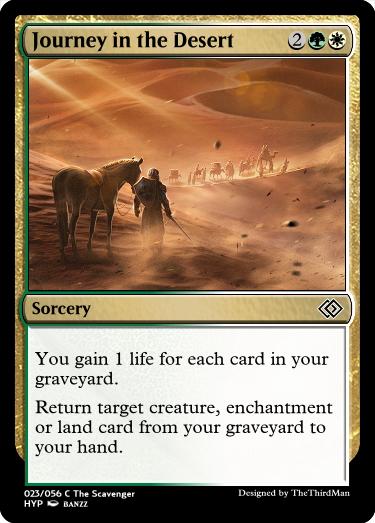 Journey in the Desert 2
Sorcery
You gain 1 life for each card in your
graveyard.
Return target creature, enchantment
or land card from your graveyard to
your hand.
023/056 C The Scavenger
Designed by TheThirdMan
HYP BANZZ